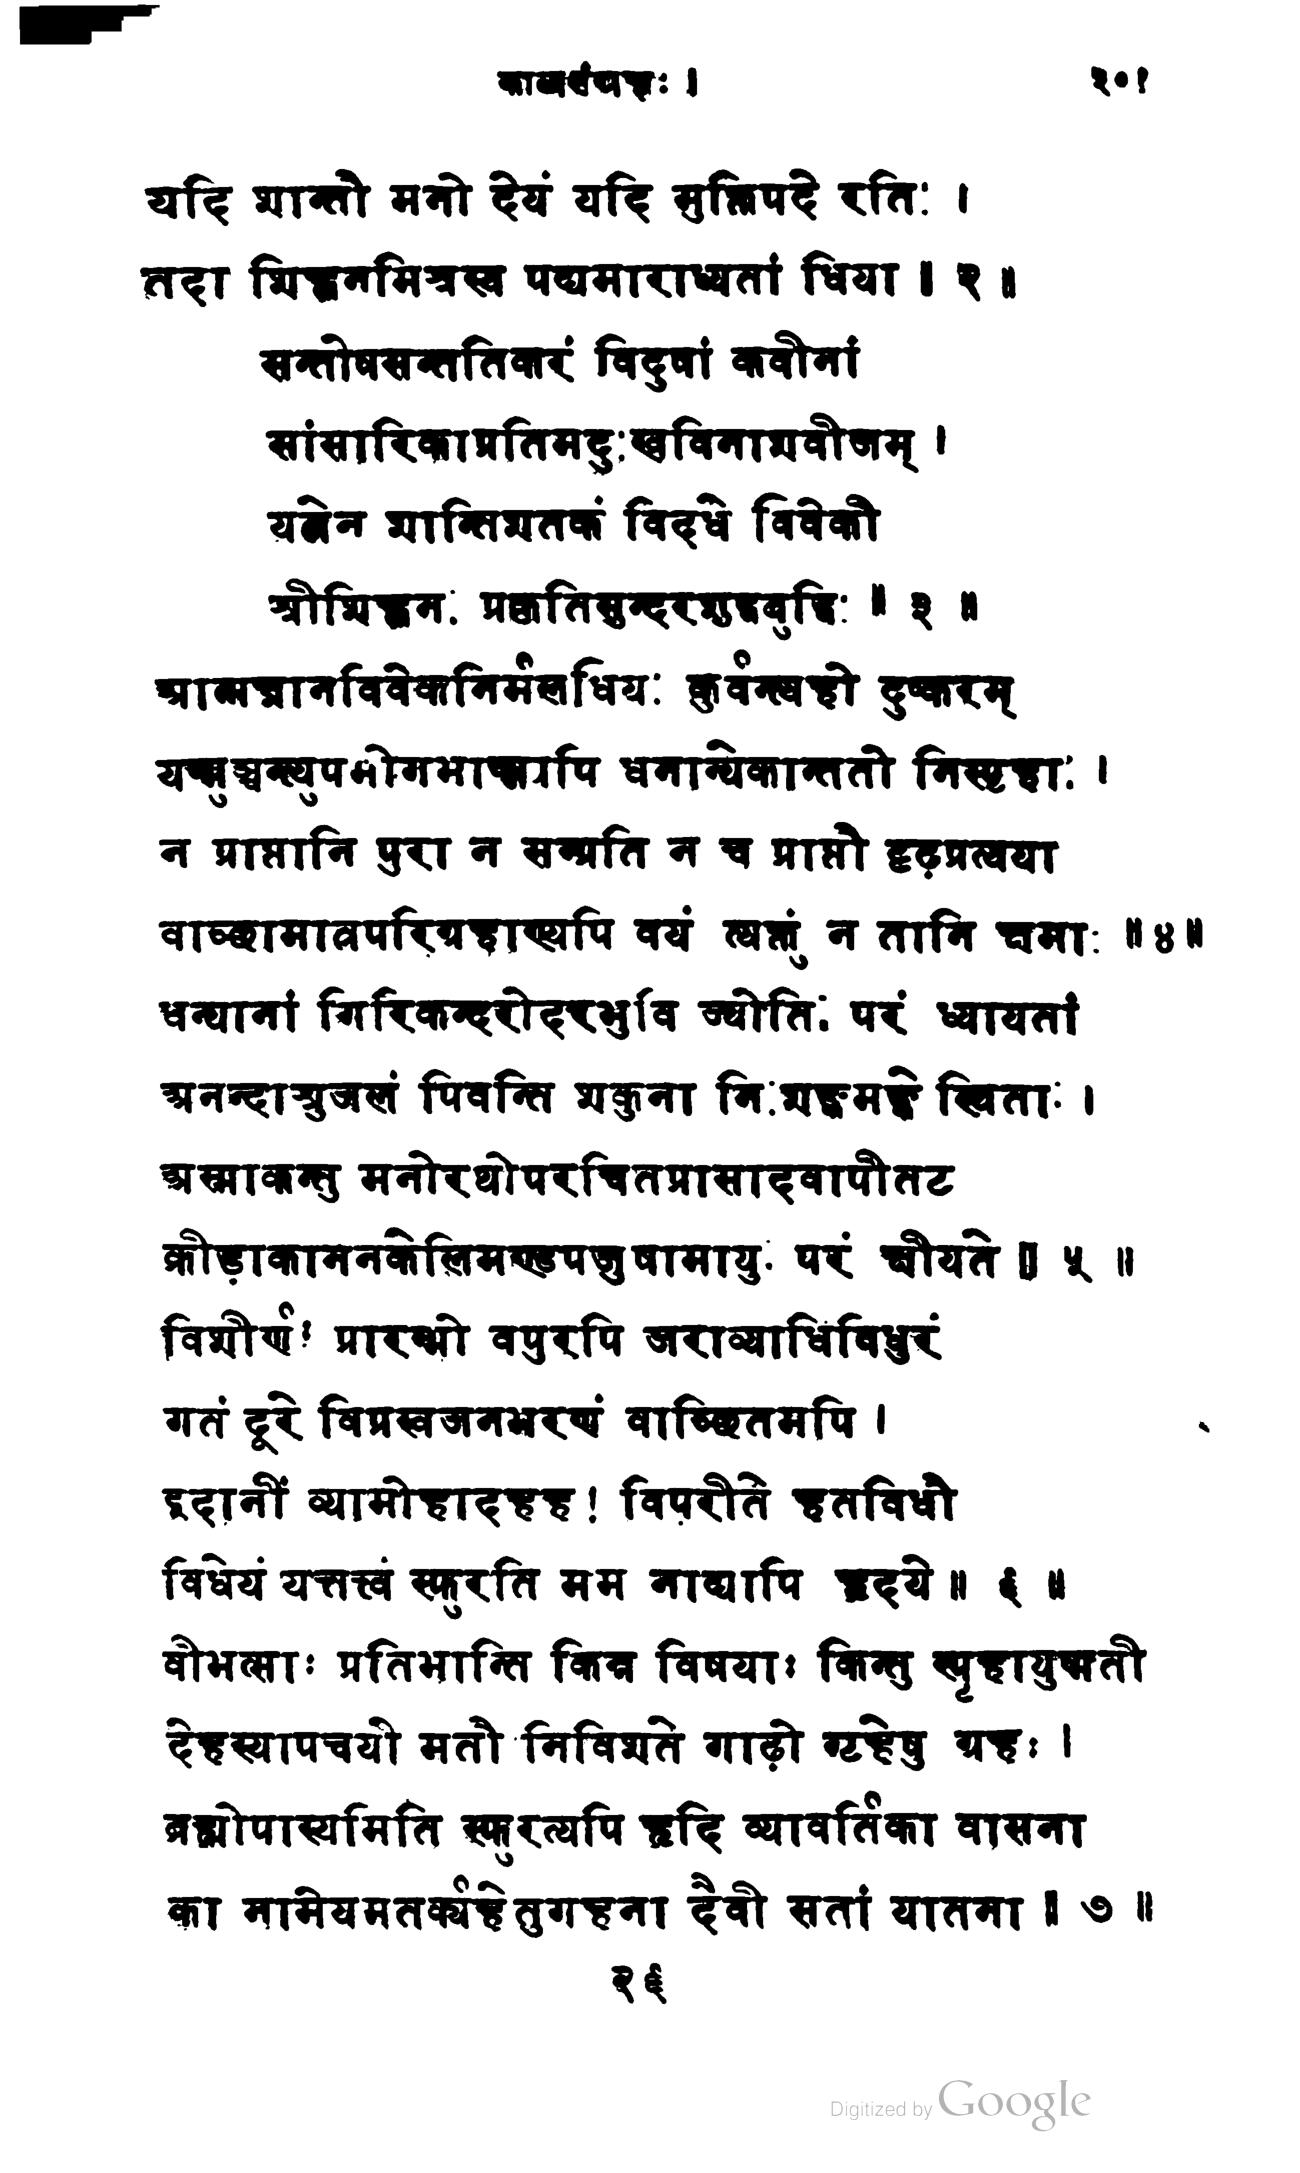 काव्यसंग्रहः ।
२०१
यदि शान्तौ मनो देयं यदि मुक्तिपदे रतिः ।
तदा शिह्लनमिश्रस्य पद्यमाराध्यतां धिया ॥ २ ॥
सन्तोषसन्ततिकरं विदुषां कवीनां
सांसारिकाप्रतिमदुःखविनाशवीजम् ।
यत्नेन शान्तिशतकं विदधे विवेकी
श्रीशिह्लनः प्रकृतिसुन्दरशुद्धबुद्धिः ॥ ३ ॥
आत्मज्ञानविवेकनिर्मलधियः कुर्वन्त्यहो दुष्करम्
यन्मुञ्चन्त्युपभोगभाञ्ज्यपि धनान्येकान्ततो निस्पृहाः ।
न प्राप्तानि पुरा न सम्प्रति न च प्राप्तौ दृढ़प्रत्यया
वाञ्छामात्रपरिग्रहाण्यपि वयं त्यक्तुं न तानि क्षमाः ॥४॥
धन्यानां गिरिकन्दरोदरभुवि ज्योतिः परं ध्यायतां
अनन्दाश्रुजलं पिवन्ति शकुना निःशङ्कमङ्के स्थिताः ।
अस्माकन्तु मनोरथोपरचितप्रासादवापीतट
क्रीड़ाकाननकेलिमण्डपजुषामायुः परं क्षीयते ॥ ५ ॥
विशीर्णः प्रारम्भो वपुरपि जराव्याधिविधुरं
गतं दूरे विप्रस्वजनभरणं वाञ्छितमपि ।
इदानीं व्यामोहादहह! विपरीते हतविधौ
विधेयं यत्तत्त्वं स्फुरति मम नाद्यापि हृदये ॥ ६ ॥
वीभत्साः प्रतिभान्ति किन्न विषयाः किन्तु स्पृहायुष्मती
देहस्यापचयो मतौ निविशते गाढ़ो गृहेषु ग्रहः ।
ब्रह्मोपास्यमिति स्फुरत्यपि हृदि व्यावर्तिका वासना
का नामेयमतर्क्यहेतुगहना दैवी सतां यातना ॥ ७ ॥
२६
Digitized by Google